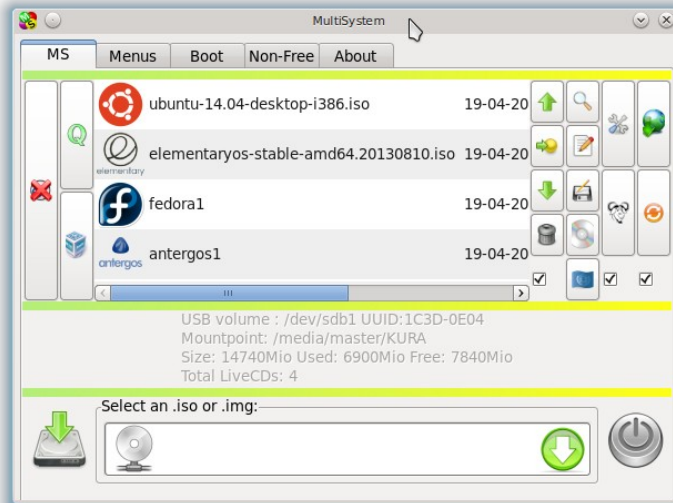 MultiSystem
MS Menus Boot Non-Free About
ubuntu-14.04-desktop-i386.iso 19-04-20
elementary
elementaryos-stable-amd64.20130810.iso 19-04-20
fedora1 19-04-20
antergos
antergos1 19-04-20
USB volume : /dev/sdb1 UUID:1C3D-0E04
Mountpoint: /media/master/KURA
Size: 14740Mio Used: 6900Mio Free: 7840Mio
Total LiveCDs: 4
Select an .iso or .img: